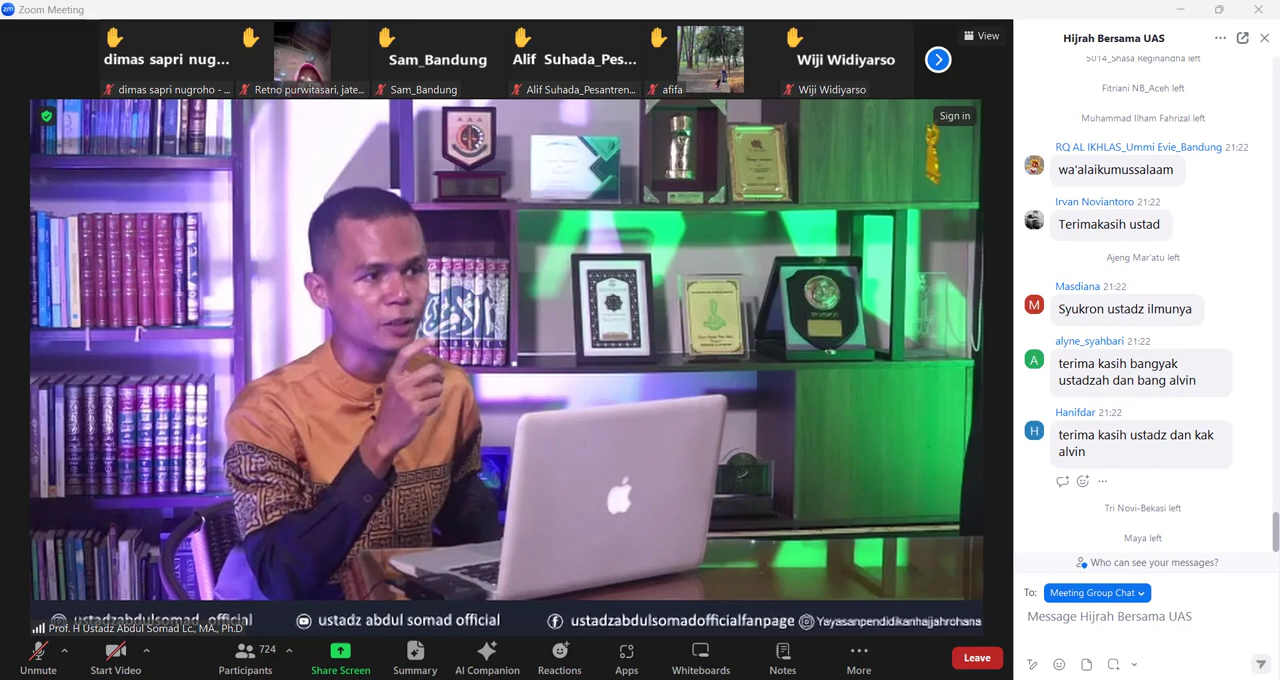 zm Zoom Meeting
dimas sapri nug...
Sam_Bandung
Alif Suhada_Pes...
Wiji Widiyarso
View
dimas sapri nugroho - ...
Retno purwitasari, jate...
Sam_Bandung
Alif Suhada_Pesantren...
afifa
Wiji Widiyarso
Sign in
ustadzabdulsomad_official
ustadz abdul somad official
ustadzabdulsomadofficialfanpage
Yayasanpendidikanhajjahrohana
Prof. H Ustadz Abdul Somad Lc., MA., Ph.D
Unmute
Start Video
724
Participants
Share Screen
Summary
AI Companion
Reactions
Apps
Whiteboards
Notes
More
Leave
Hijrah Bersama UAS
5014_Shasa Reginandha left
Fitriani NB_Aceh left
Muhammad Ilham Fahrizal left
RQ AL IKHLAS_Ummi Evie_Bandung 21:22
wa'alaikumussalaam
Irvan Noviantoro 21:22
Terimakasih ustad
Ajeng Mar'atu left
Masdiana 21:22
M
Syukron ustadz ilmunya
alyne_syahbari 21:22
A
terima kasih bangyak
ustadzah dan bang alvin
Hanifdar 21:22
H
terima kasih ustadz dan kak
alvin
Tri Novi-Bekasi left
Maya left
Who can see your messages?
To: Meeting Group Chat
Message Hijrah Bersama UAS